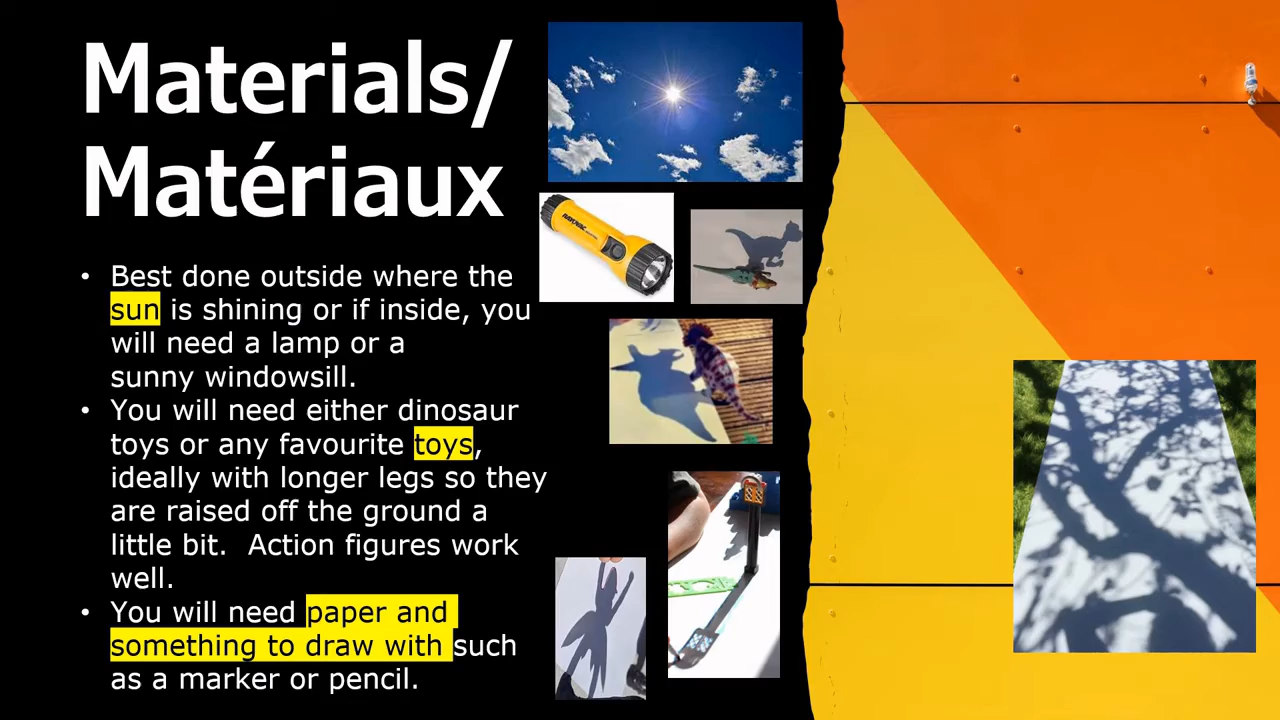 Materials/
Matériaux
• Best done outside where the
sun is shining or if inside, you
will need a lamp or a
sunny windowsill.
• You will need either dinosaur
toys or any favourite toys,
ideally with longer legs so they
are raised off the ground a
little bit.  Action figures work
well.
• You will need paper and
something to draw with such
as a marker or pencil.
RAYOVAC